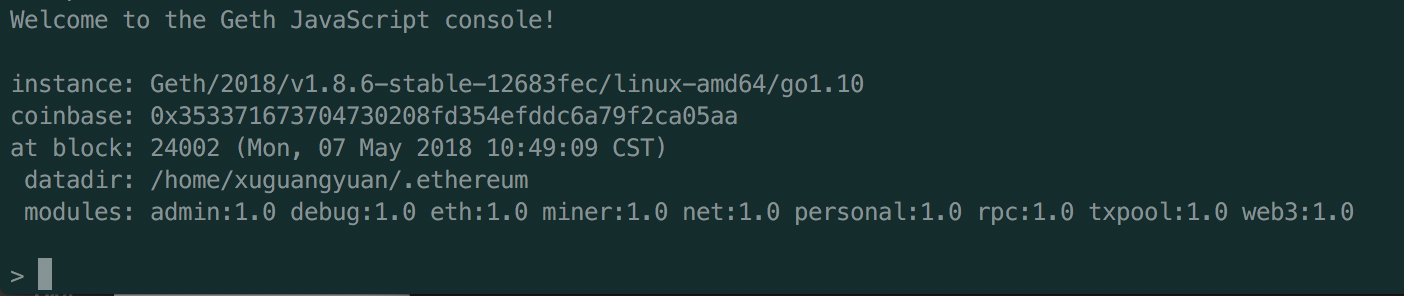 Welcome to the Geth JavaScript console!
instance: Geth/2018/v1.8.6-stable-12683fec/linux-amd64/go1.10
coinbase: 0x353371673704730208fd354efddc6a79f2ca05aa
at block: 24002 (Mon, 07 May 2018 10:49:09 CST)
datadir: /home/xuguangyuan/.ethereum
modules: admin:1.0 debug:1.0 eth:1.0 miner:1.0 net:1.0 personal:1.0 rpc:1.0 txpool:1.0 web3:1.0
>